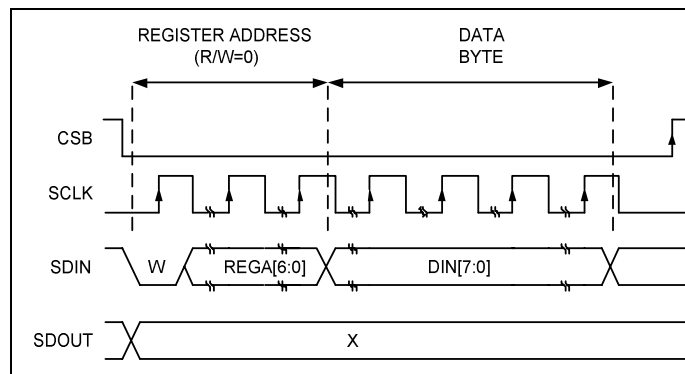 REGISTER ADDRESS DATA
(R/W=0) BYTE
CSB
SCLK
SDIN W REGA[6:0] DIN[7:0]
SDOUT X